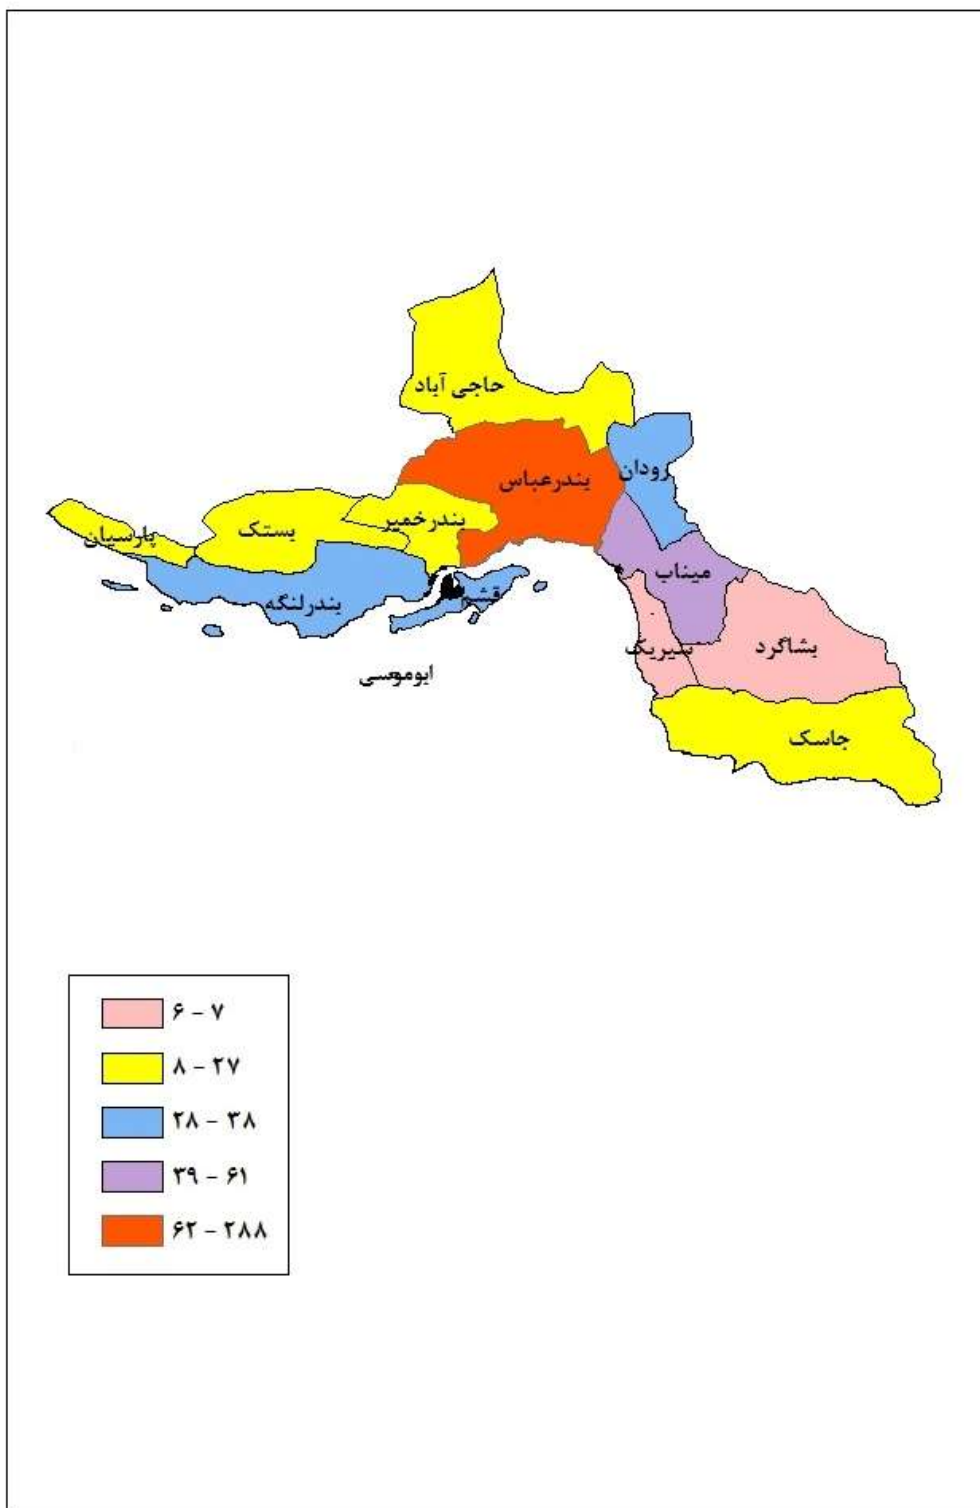 حاجی آباد
رودان
بندرعباس
بندرخمیر
بستک
پارسیان
میناب
قشم
بندرلنگه
بشاگرد
سیریک
ابوموسی
جاسک
۶ - ۷
۸ - ۲۷
۲۸ - ۳۸
۳۹ - ۶۱
۶۲ - ۲۸۸